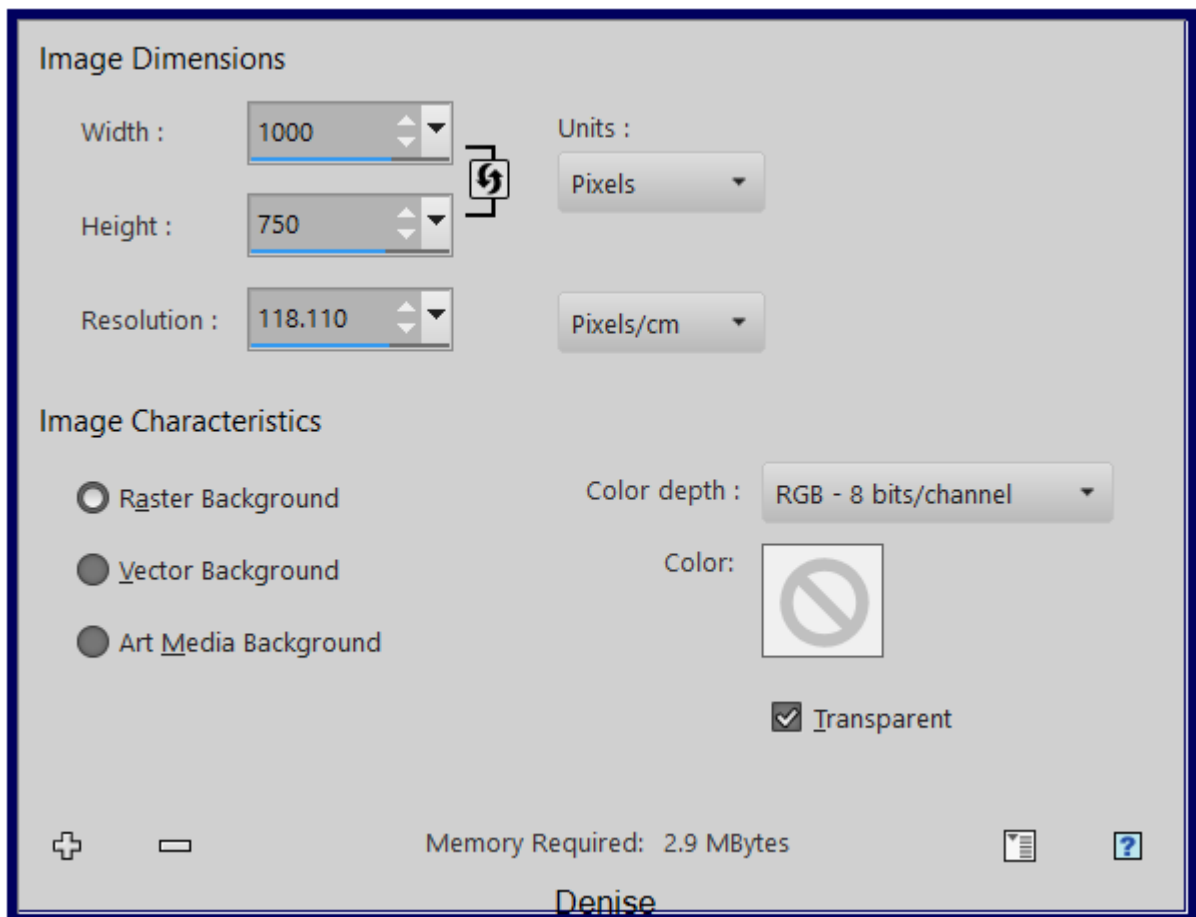 Image Dimensions
Width :
1000
Units :
Pixels
Height :
750
Resolution :
118.110
Pixels/cm
Image Characteristics
Raster Background
Color depth :
RGB - 8 bits/channel
Vector Background
Color:
Art Media Background
Transparent
Memory Required: 2.9 MBytes
?
Denise